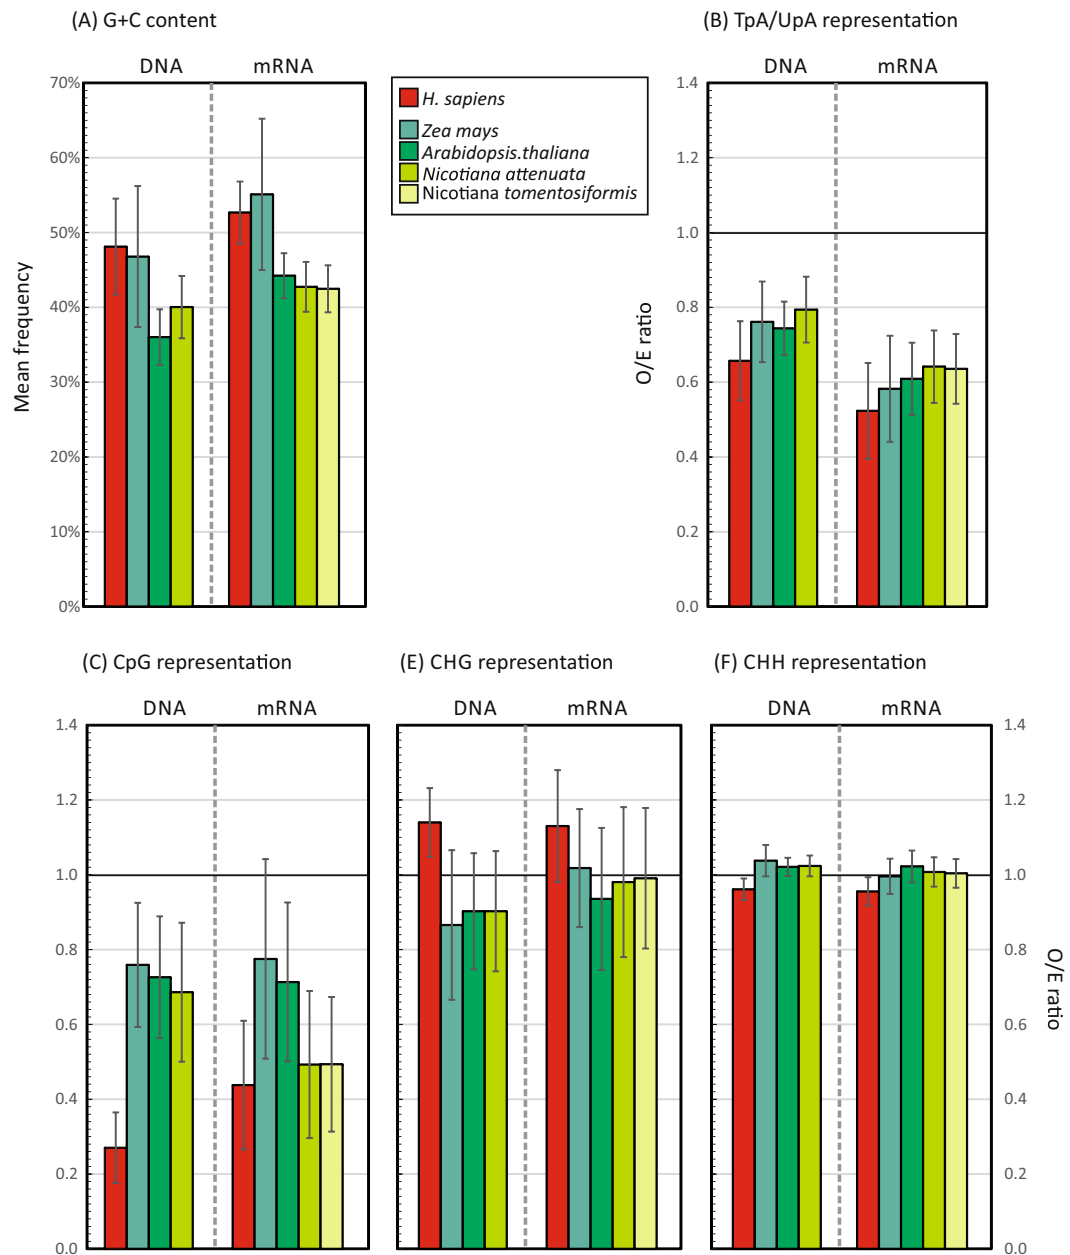 (A) G+C content
(B) TpA/UpA representation
DNA mRNA
70%
60%
50%
40%
30%
20%
10%
0%
Mean frequency
H. sapiens
Zea mays
Arabidopsis.thaliana
Nicotiana attenuata
Nicotiana tomentosiformis
DNA mRNA
1.4
1.2
1.0
0.8
0.6
0.4
0.2
0.0
O/E ratio
(C) CpG representation
(E) CHG representation
(F) CHH representation
DNA mRNA
DNA mRNA
DNA mRNA
1.4
1.2
1.0
0.8
0.6
0.4
0.2
0.0
1.4
1.2
1.0
0.8
0.6
0.4
0.2
0.0
O/E ratio